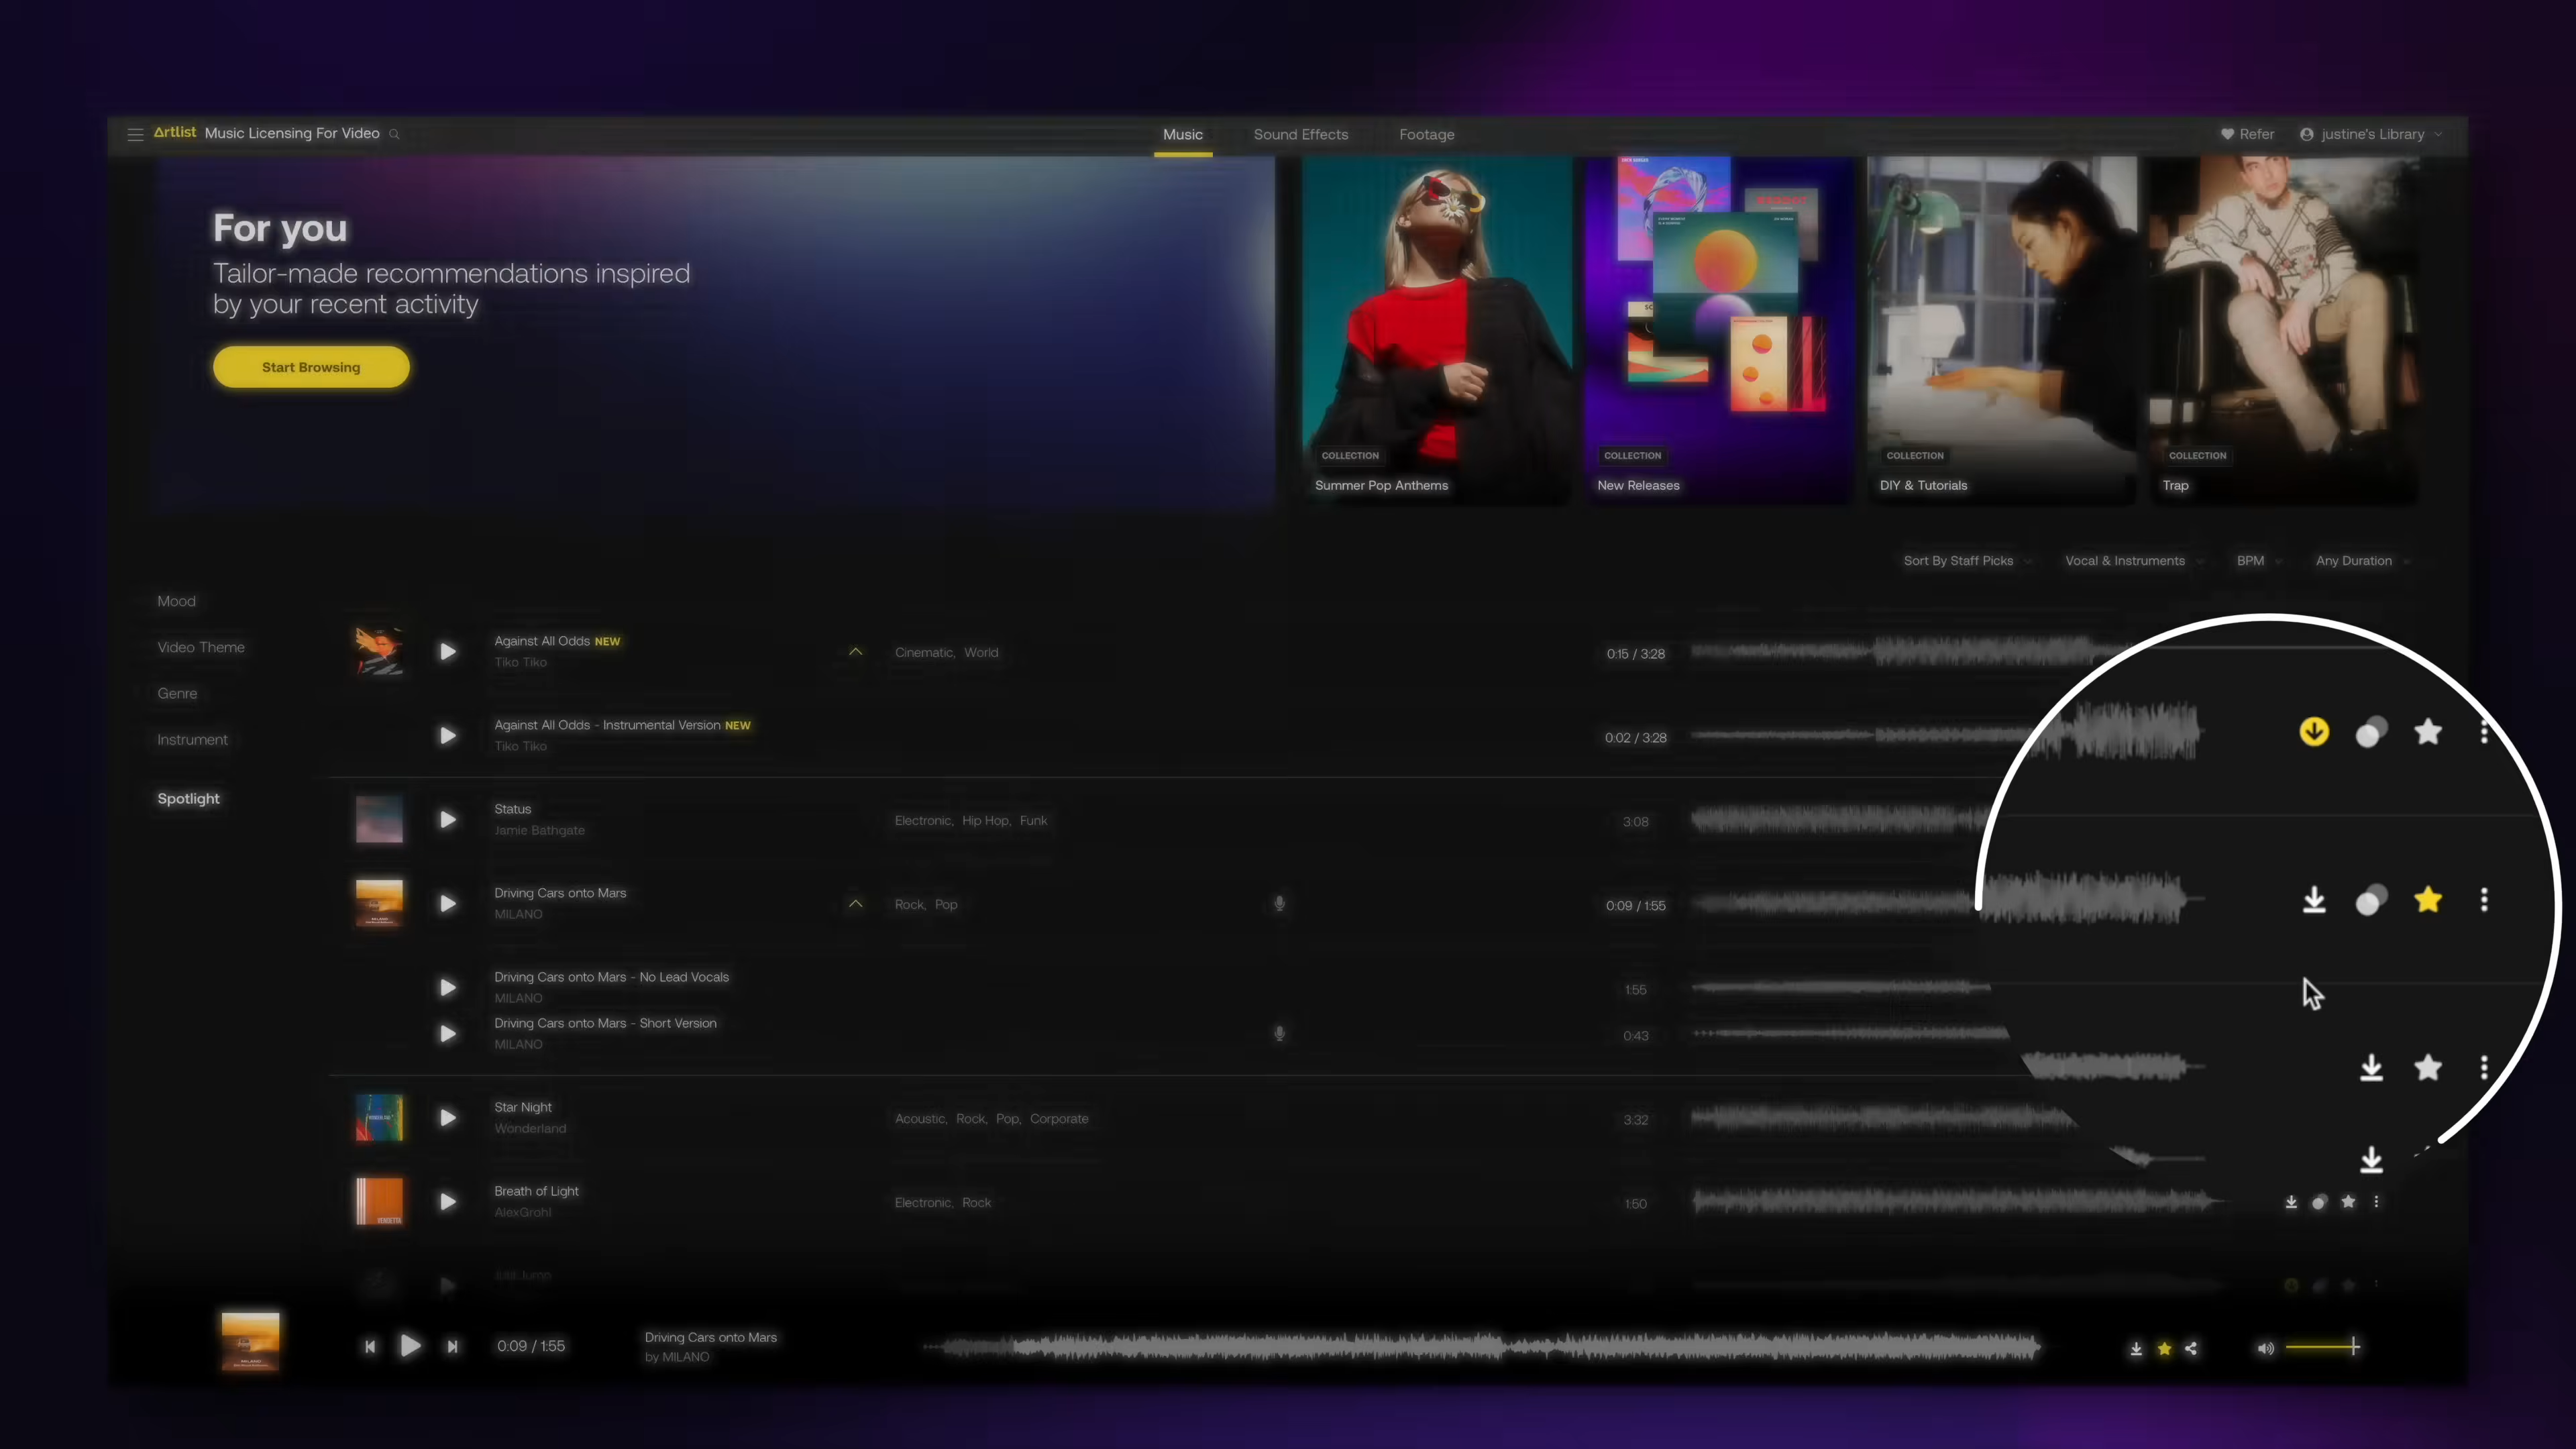 Artlist Music Licensing For Video
Music
Sound Effects
Footage
Refer
justine's Library
For you
Tailor-made recommendations inspired
by your recent activity
Start Browsing
COLLECTION
Summer Pop Anthems
COLLECTION
New Releases
COLLECTION
DIY & Tutorials
COLLECTION
Trap
Sort By Staff Picks
Vocal & Instruments
BPM
Any Duration
Mood
Video Theme
Genre
Instrument
Spotlight
Against All Odds NEW
Tiko Tiko
Cinematic, World
0:15 / 3:28
Against All Odds - Instrumental Version NEW
Tiko Tiko
0:02 / 3:28
Status
Jamie Bathgate
Electronic, Hip Hop, Funk
3:08
Driving Cars onto Mars
MILANO
Rock, Pop
0:09 / 1:55
Driving Cars onto Mars - No Lead Vocals
MILANO
1:55
Driving Cars onto Mars - Short Version
MILANO
0:43
Star Night
Wonderland
Acoustic, Rock, Pop, Corporate
3:32
Breath of Light
AlexGrohl
Electronic, Rock
1:50
VENDETTA
Just Jump
0:09 / 1:55
Driving Cars onto Mars
by MILANO